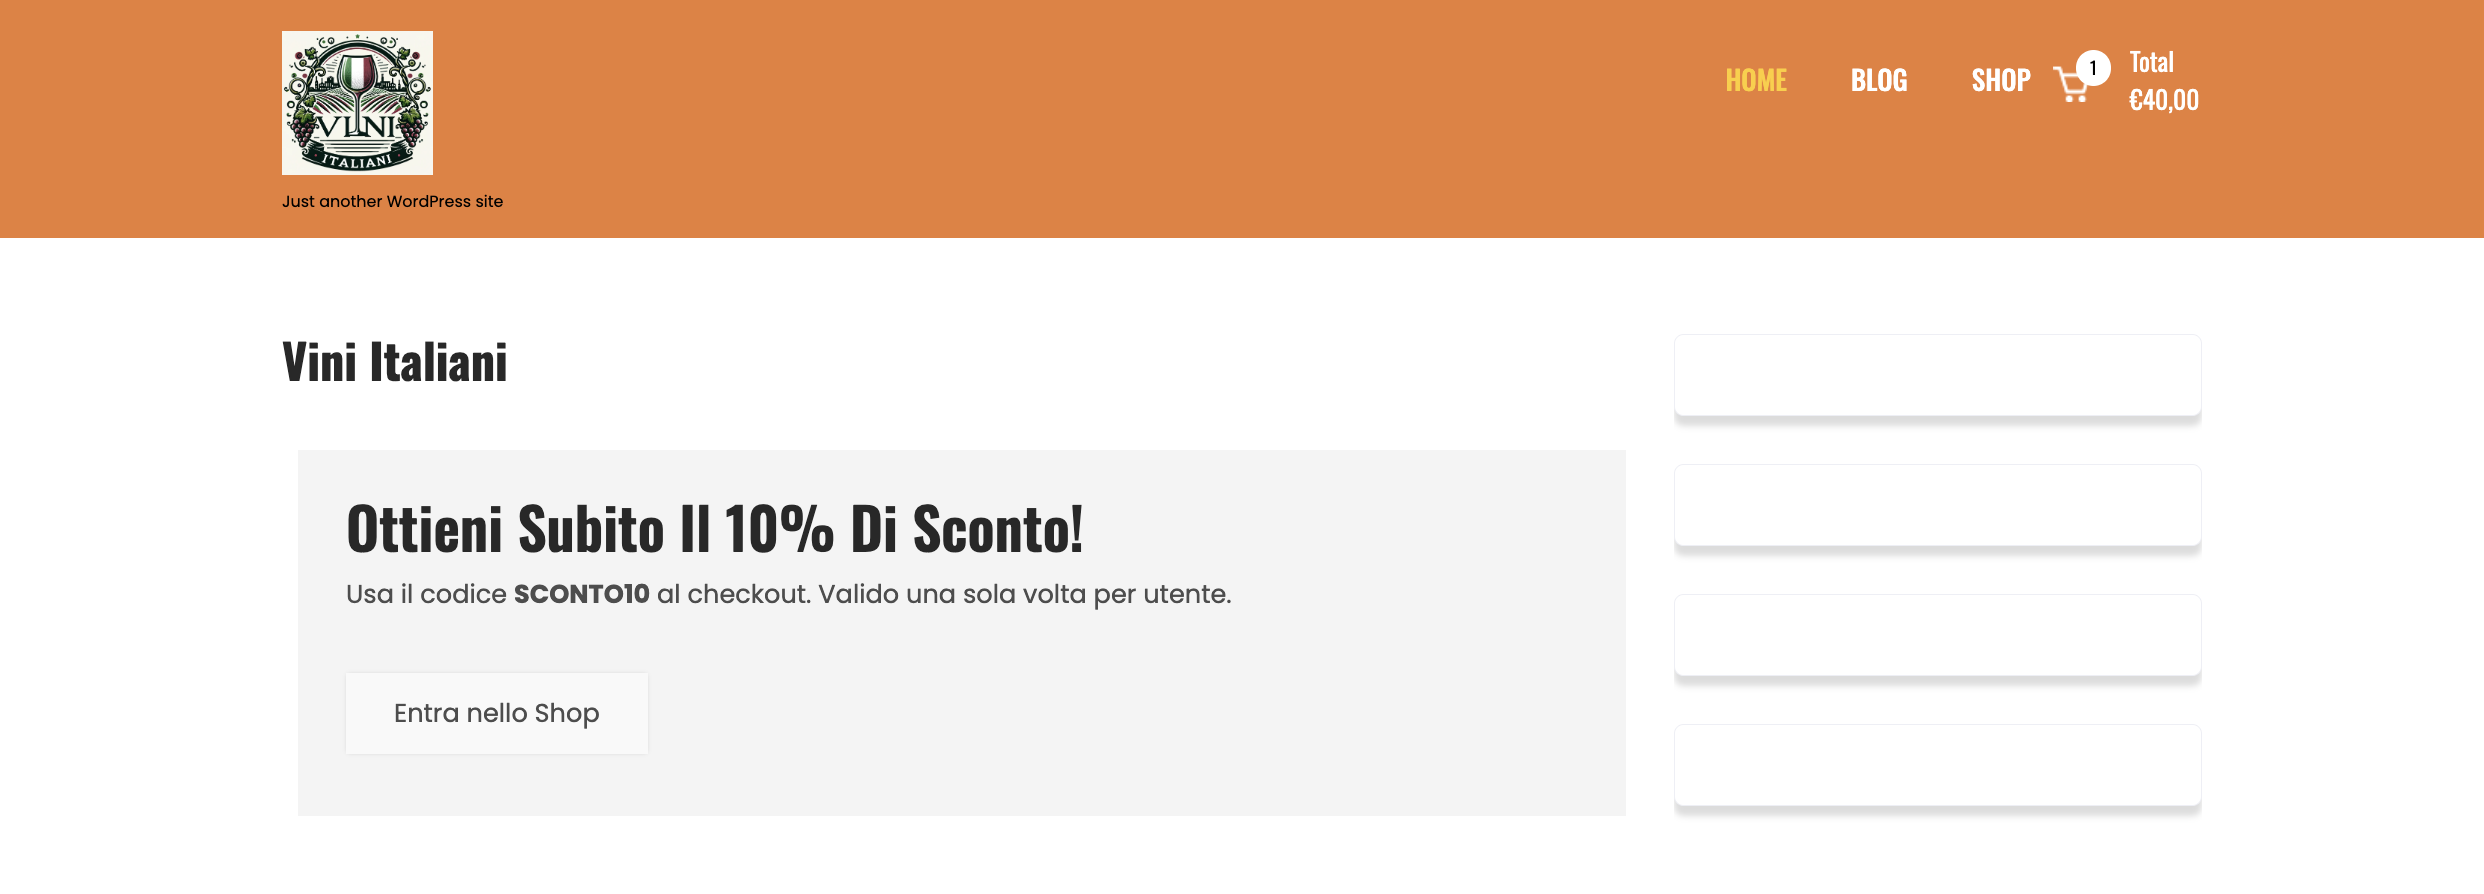 VINI
ITALIANI
Just another WordPress site
HOME
BLOG
SHOP
1
Total
€40,00
Vini Italiani
Ottieni Subito Il 10% Di Sconto!
Usa il codice SCONTO10 al checkout. Valido una sola volta per utente.
Entra nello Shop